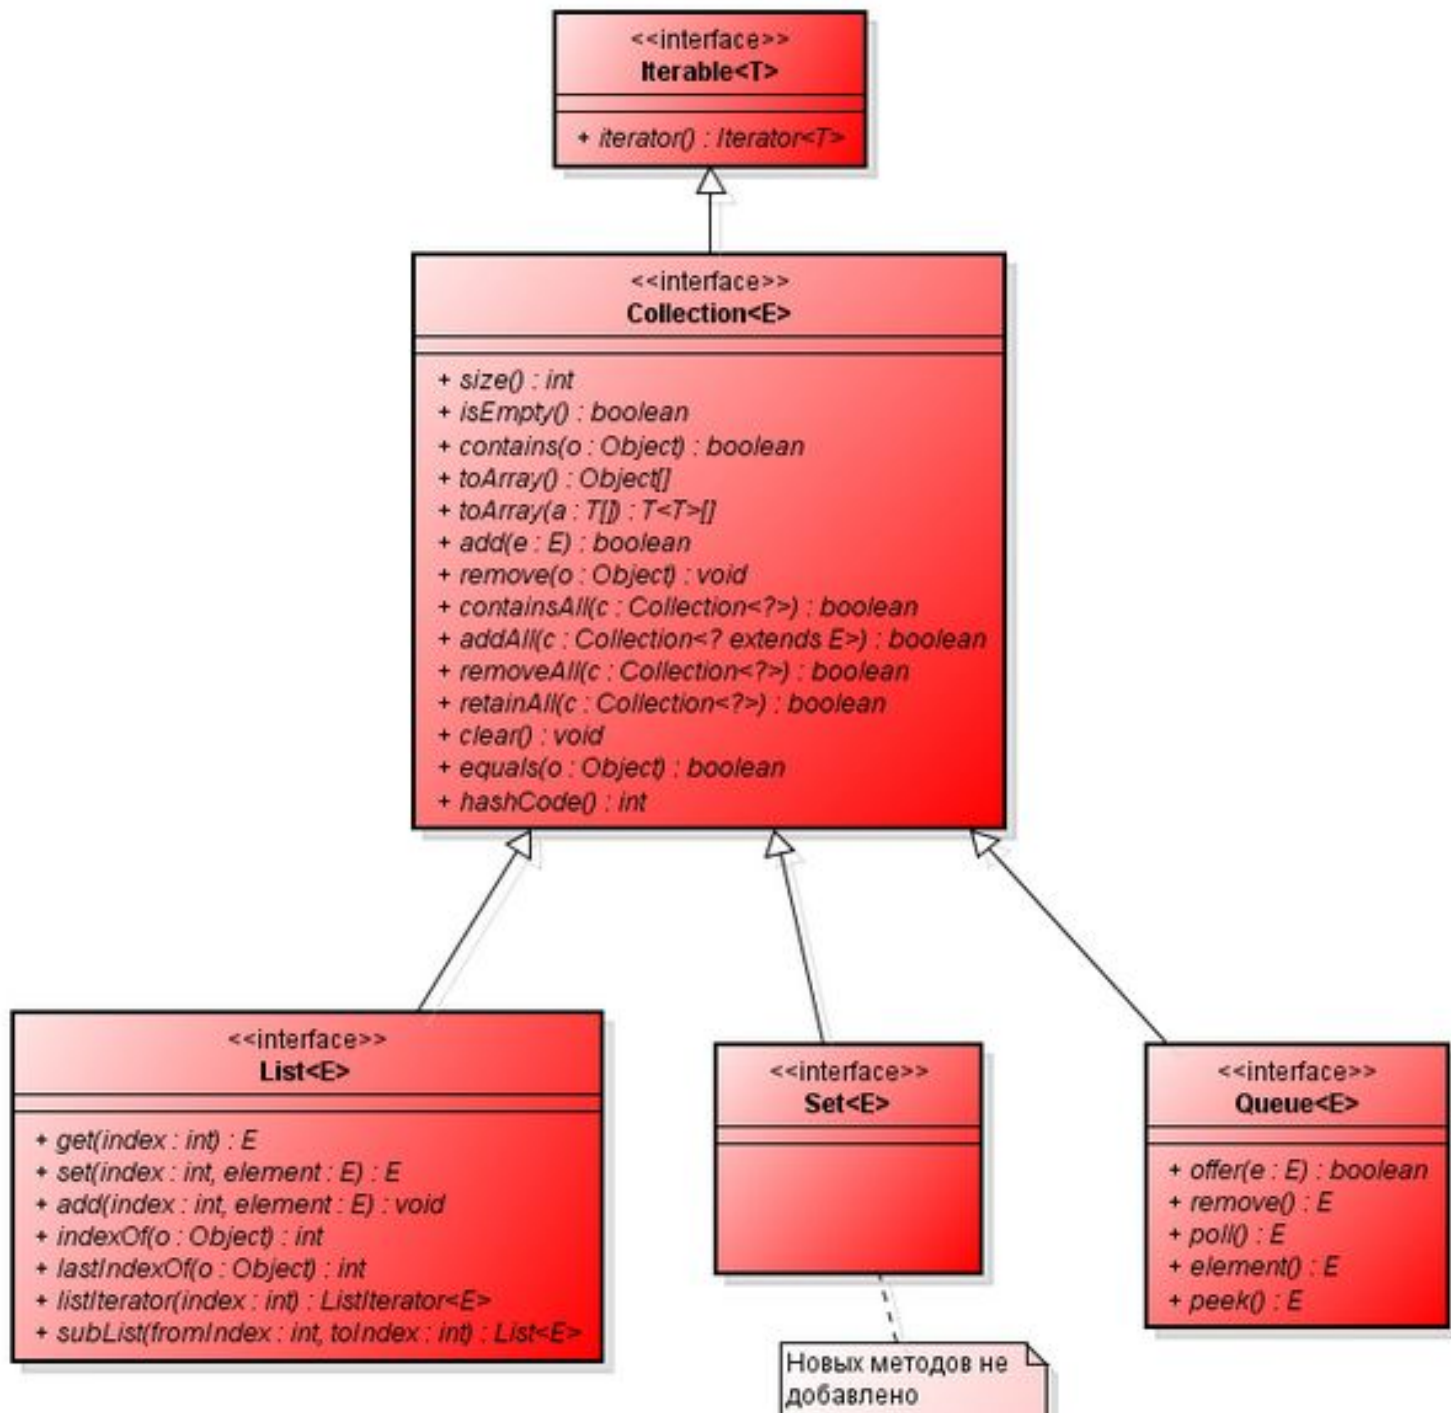 <<interface>>
Iterable<T>
+ iterator() : Iterator<T>
<<interface>>
Collection<E>
+ size() : int
+ isEmpty() : boolean
+ contains(o : Object) : boolean
+ toArray() : Object[]
+ toArray(a : T[]) : T<T>[]
+ add(e : E) : boolean
+ remove(o : Object) : void
+ containsAll(c : Collection<?>) : boolean
+ addAll(c : Collection<? extends E>) : boolean
+ removeAll(c : Collection<?>) : boolean
+ retainAll(c : Collection<?>) : boolean
+ clear() : void
+ equals(o : Object) : boolean
+ hashCode() : int
<<interface>>
List<E>
+ get(index : int) : E
+ set(index : int, element : E) : E
+ add(index : int, element : E) : void
+ indexOf(o : Object) : int
+ lastIndexOf(o : Object) : int
+ listIterator(index : int) : ListIterator<E>
+ subList(fromIndex : int, toIndex : int) : List<E>
<<interface>>
Set<E>
<<interface>>
Queue<E>
+ offer(e : E) : boolean
+ remove() : E
+ poll() : E
+ element() : E
+ peek() : E
Новых методов не
добавлено